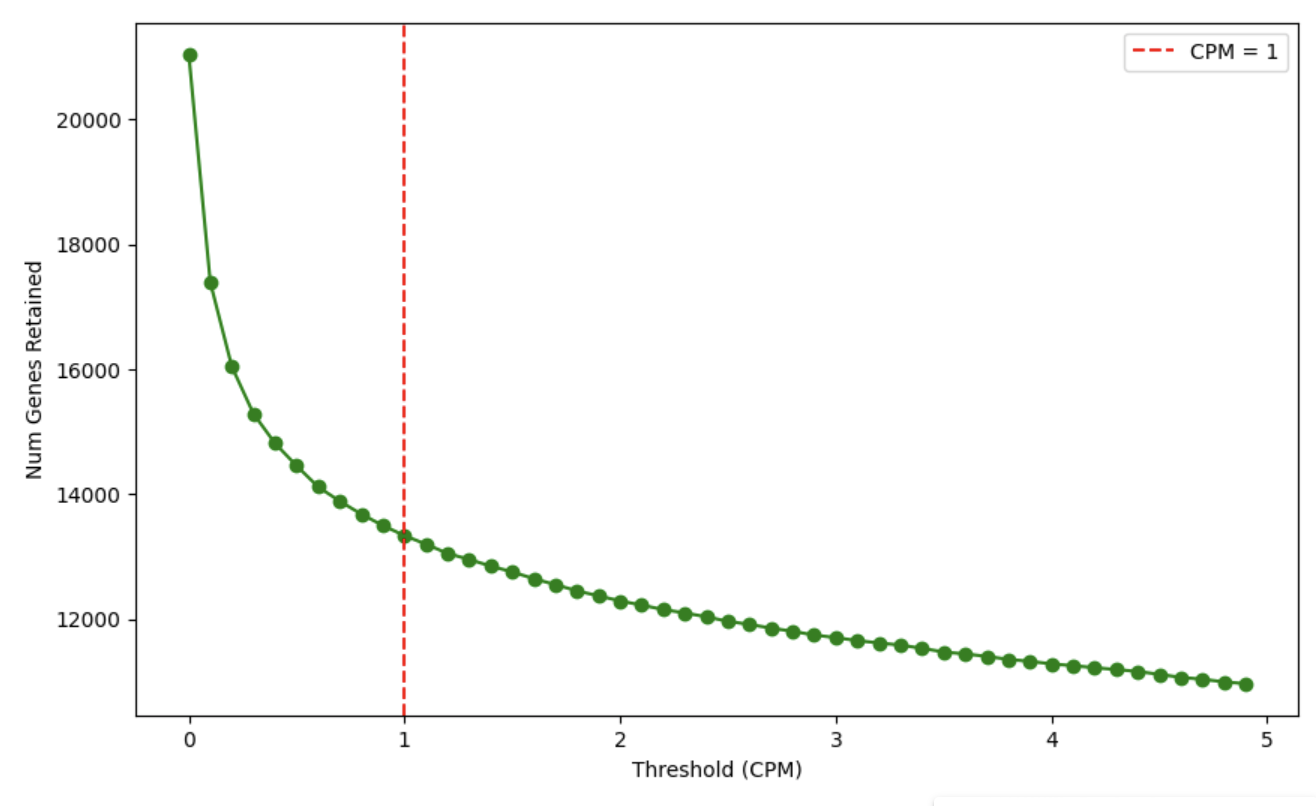 CPM = 1
20000
18000
16000
14000
12000
Num Genes Retained
0 1 2 3 4 5
Threshold (CPM)